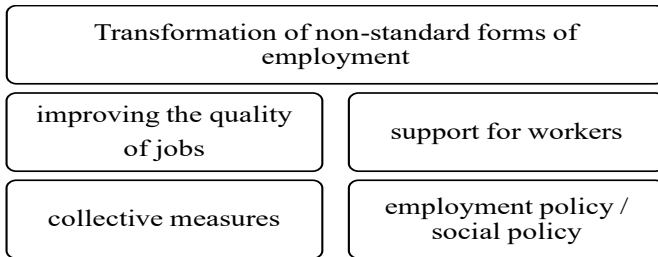 Transformation of non-standard forms of
employment
improving the quality
of jobs
support for workers
collective measures
employment policy /
social policy